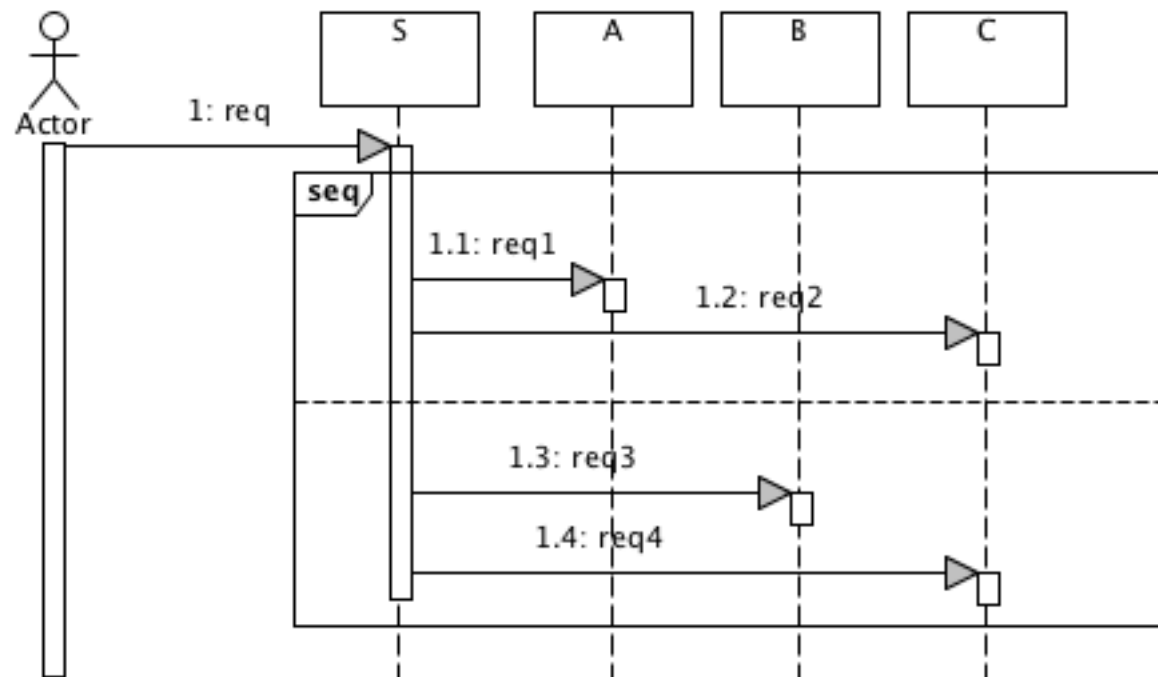 S
A
B
C
Actor
1: req
seq
1.1: req1
1.2: req2
1.3: req3
1.4: req4